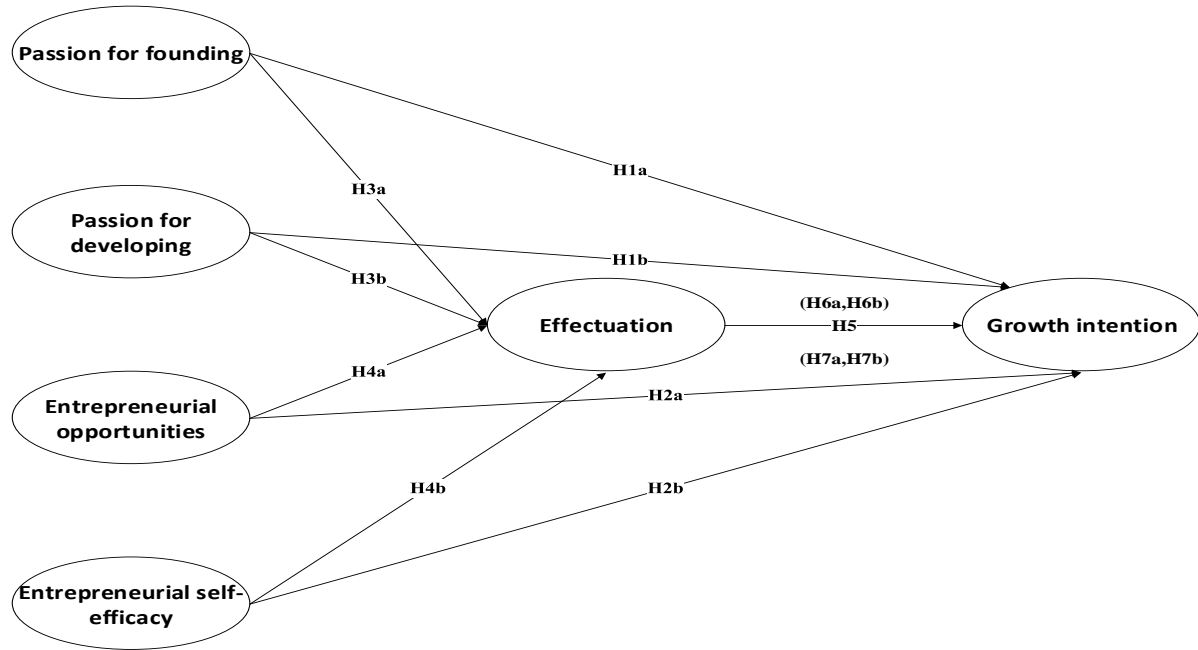 Passion for founding
H1a
H3a
Passion for
developing
H1b
H3b
(H6a,H6b)
Effectuation
H5
Growth intention
(H7a,H7b)
H4a
H2a
Entrepreneurial
opportunities
H4b
H2b
Entrepreneurial self-
efficacy